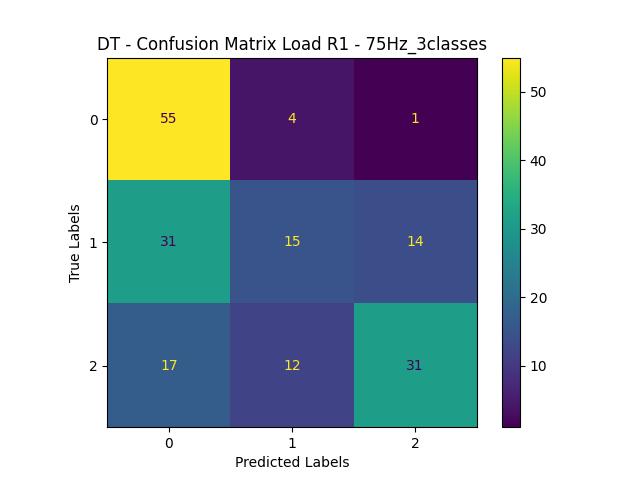 DT - Confusion Matrix Load R1 - 75Hz_3classes
True Labels
0 55 4 1
1 31 15 14
2 17 12 31
0 1 2
Predicted Labels
50
40
30
20
10